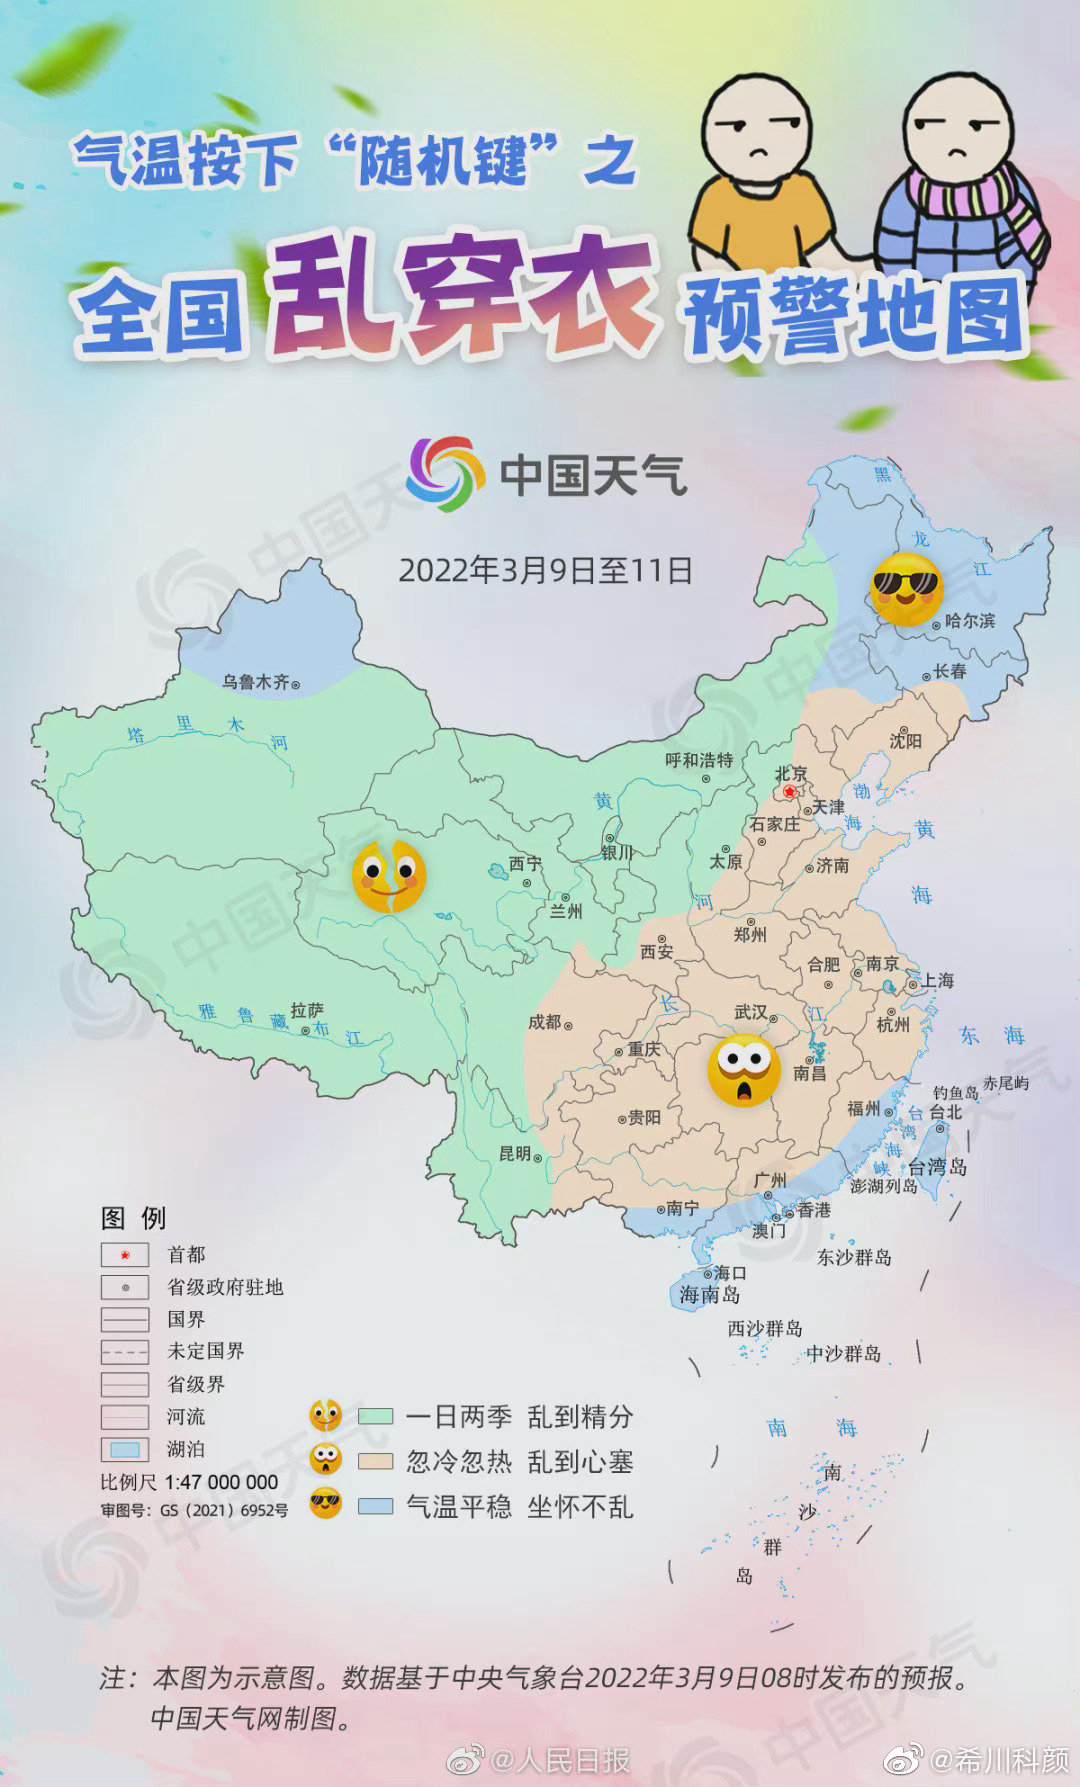 气温按下“随机键”之
全国乱穿衣预警地图
中国天气
2022年3月9日至11日
黑
龙
江
哈尔滨
长春
乌鲁木齐
塔里木河
沈阳
呼和浩特
北京
天津
渤海
黄河
石家庄
黄海
银川
太原
济南
西宁
兰州
西安
郑州
合肥
南京
上海
雅鲁藏布江
拉萨
成都
长江
武汉
杭州
东海
重庆
南昌
钓鱼岛
赤尾屿
福州
台北
台湾海峡
贵阳
台湾岛
昆明
澎湖列岛
广州
南宁
香港
澳门
东沙群岛
海口
海南岛
西沙群岛
中沙群岛
南海
南沙群岛
图 例
首都
省级政府驻地
国界
未定国界
省级界
河流
湖泊
比例尺 1:47 000 000
审图号：GS（2021）6952号
一日两季 乱到精分
忽冷忽热 乱到心塞
气温平稳 坐怀不乱
注：本图为示意图。数据基于中央气象台2022年3月9日08时发布的预报。
中国天气网制图。
@人民日报
@希川科颜